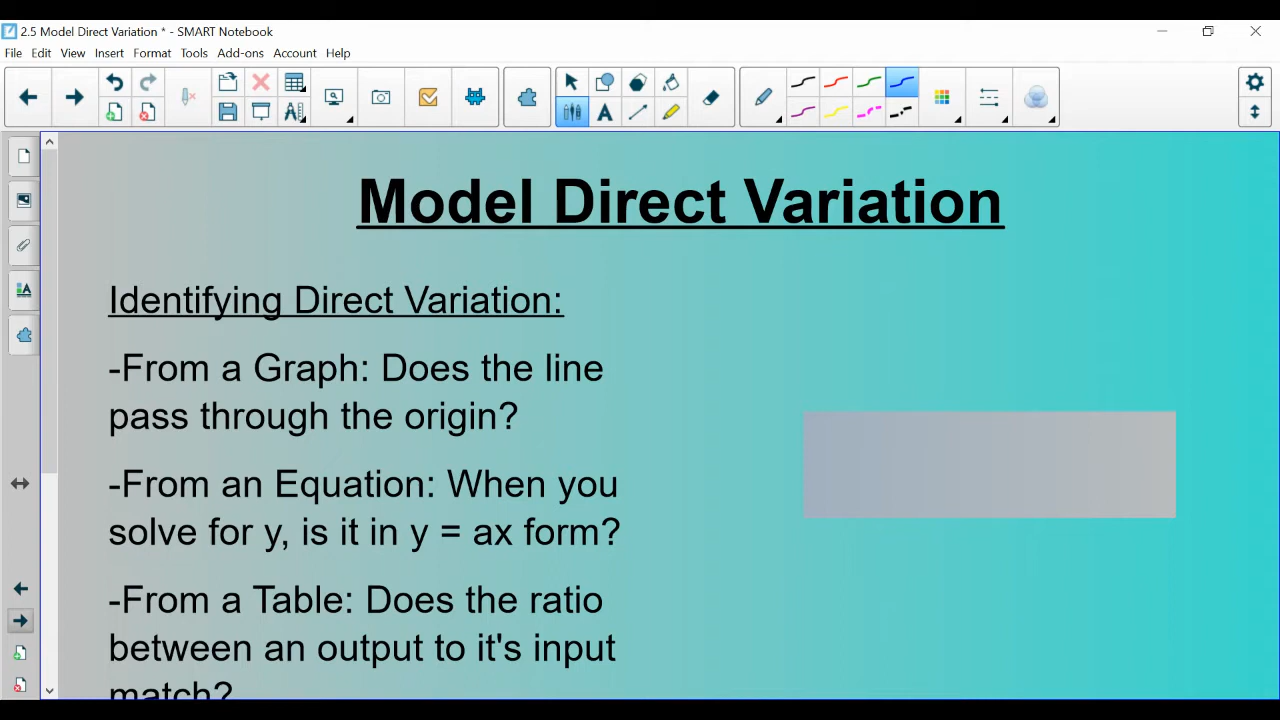 2.5 Model Direct Variation * - SMART Notebook
File Edit View Insert Format Tools Add-ons Account Help
Model Direct Variation
Identifying Direct Variation:
-From a Graph: Does the line
pass through the origin?
-From an Equation: When you
solve for y, is it in y = ax form?
-From a Table: Does the ratio
between an output to it's input
match?